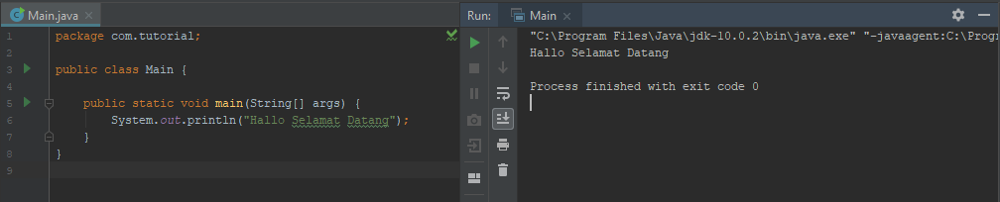 Main.java
1 package com.tutorial;
2
3 public class Main {
4
5 public static void main(String[] args) {
6 System.out.println("Hallo Selamat Datang");
7 }
8 }
9
Run: Main
"C:\Program Files\Java\jdk-10.0.2\bin\java.exe" "-javaagent:C:\Prog
Hallo Selamat Datang
Process finished with exit code 0